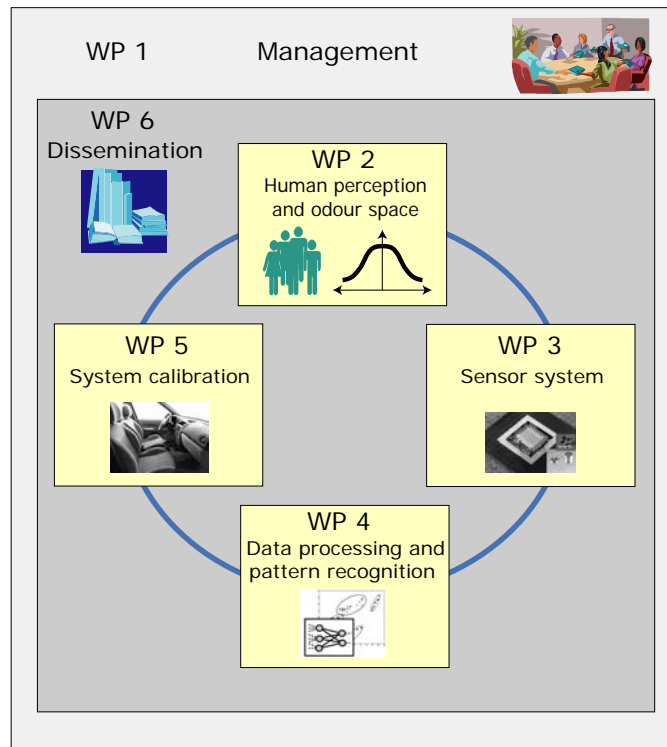 WP 1 Management
WP 6
Dissemination
WP 2
Human perception
and odour space
WP 5
System calibration
WP 3
Sensor system
WP 4
Data processing and
pattern recognition